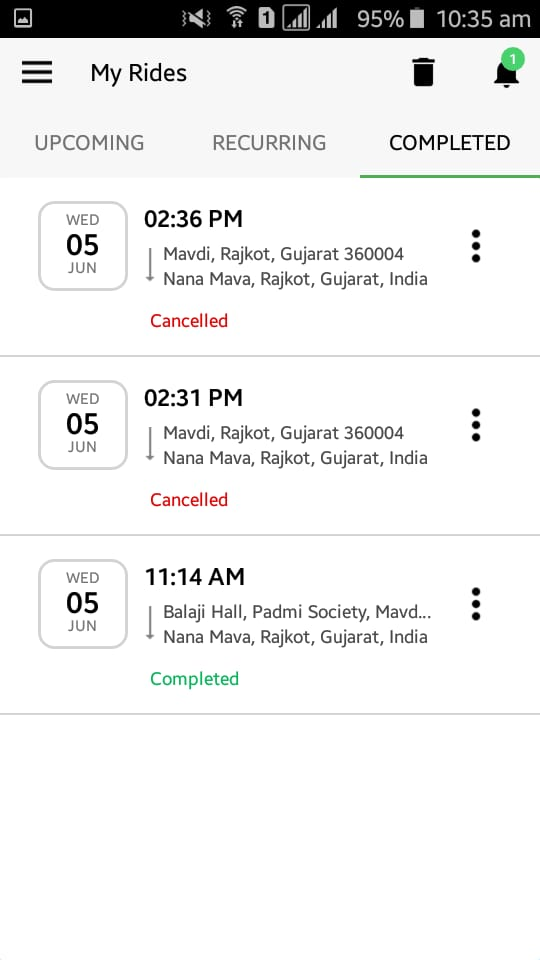 1
95%
10:35 am
My Rides
1
UPCOMING
RECURRING
COMPLETED
WED
05
JUN
02:36 PM
Mavdi, Rajkot, Gujarat 360004
Nana Mava, Rajkot, Gujarat, India
Cancelled
WED
05
JUN
02:31 PM
Mavdi, Rajkot, Gujarat 360004
Nana Mava, Rajkot, Gujarat, India
Cancelled
WED
05
JUN
11:14 AM
Balaji Hall, Padmi Society, Mavd...
Nana Mava, Rajkot, Gujarat, India
Completed